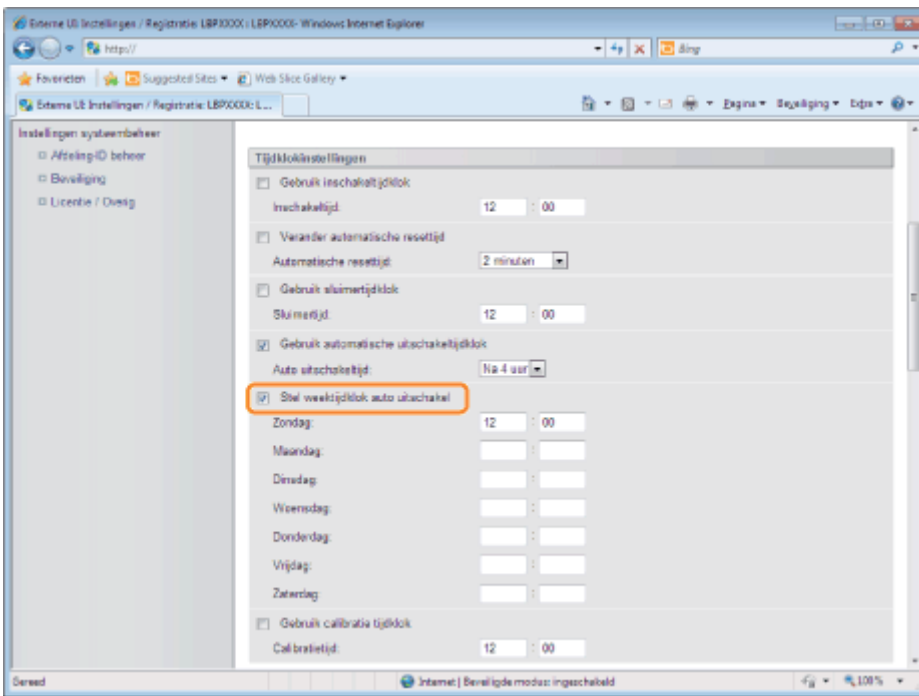 Externe UI: Instellingen / Registratie: LBPXXXX : LBPXXXX- Windows Internet Explorer
http://
Bing
Favorieten Suggested Sites Web Slice Gallery
Externe UI: Instellingen / Registratie: LBPXXXX: L... Pagina Beveiliging Extra
Instellingen systeembeheer
Afdeling-ID beheer
Beveiliging
Licentie / Overig
Tijdklokinstellingen
Gebruik inschakeltijdklok
Inschakeltijd: 12 : 00
Verander automatische resettijd
Automatische resettijd: 2 minuten
Gebruik sluimertijdklok
Sluimertijd: 12 : 00
Gebruik automatische uitschakeltijdklok
Auto uitschakeltijd: Na 4 uur
Stel weektijdklok auto uitschakel
Zondag: 12 : 00
Maandag: :
Dinsdag: :
Woensdag: :
Donderdag: :
Vrijdag: :
Zaterdag: :
Gebruik calibratie tijdklok
Calibratietijd: 12 : 00
Gereed Internet | Beveiligde modus: ingeschakeld 100%